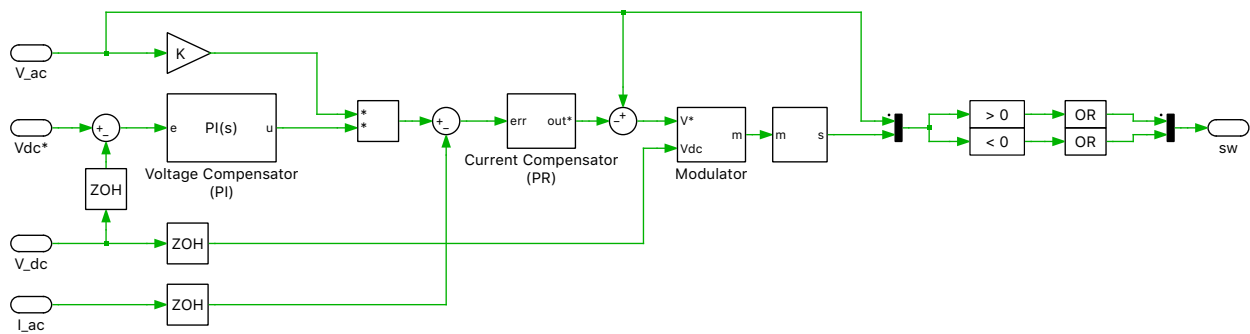 V_ac
K
Vdc*
+
−
e
PI(s)
u
Voltage Compensator
(PI)
ZOH
*
*
+
−
err
out*
Current Compensator
(PR)
−
+
V*
Vdc
m
Modulator
m
s
> 0
< 0
OR
OR
sw
V_dc
ZOH
I_ac
ZOH